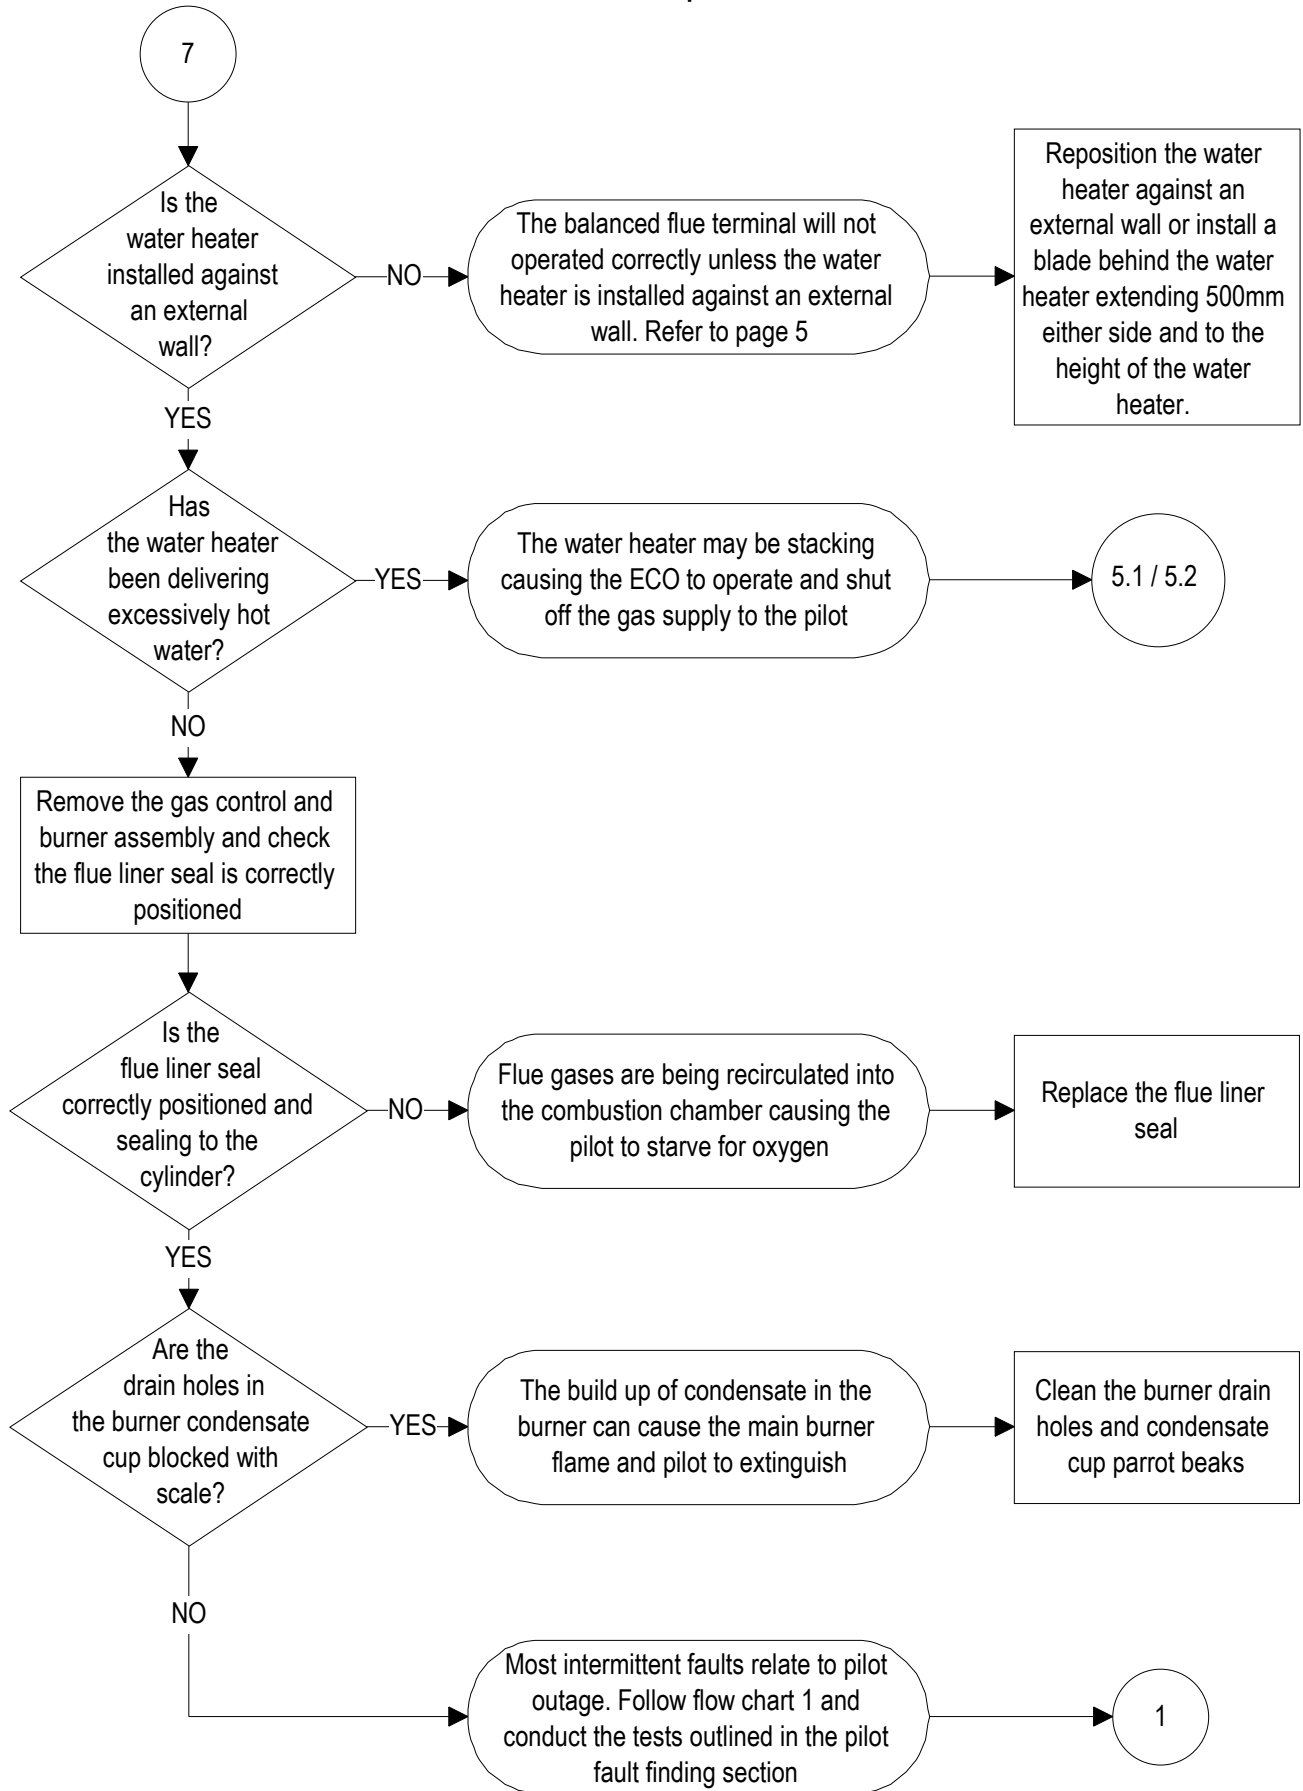 7
Is the
water heater
installed against
an external
wall?
NO
The balanced flue terminal will not
operated correctly unless the water
heater is installed against an external
wall. Refer to page 5
Reposition the water
heater against an
external wall or install a
blade behind the water
heater extending 500mm
either side and to the
height of the water
heater.
YES
Has
the water heater
been delivering
excessively hot
water?
YES
The water heater may be stacking
causing the ECO to operate and shut
off the gas supply to the pilot
5.1 / 5.2
NO
Remove the gas control and
burner assembly and check
the flue liner seal is correctly
positioned
Is the
flue liner seal
correctly positioned and
sealing to the
cylinder?
NO
Flue gases are being recirculated into
the combustion chamber causing the
pilot to starve for oxygen
Replace the flue liner
seal
YES
Are the
drain holes in
the burner condensate
cup blocked with
scale?
YES
The build up of condensate in the
burner can cause the main burner
flame and pilot to extinguish
Clean the burner drain
holes and condensate
cup parrot beaks
NO
Most intermittent faults relate to pilot
outage. Follow flow chart 1 and
conduct the tests outlined in the pilot
fault finding section
1